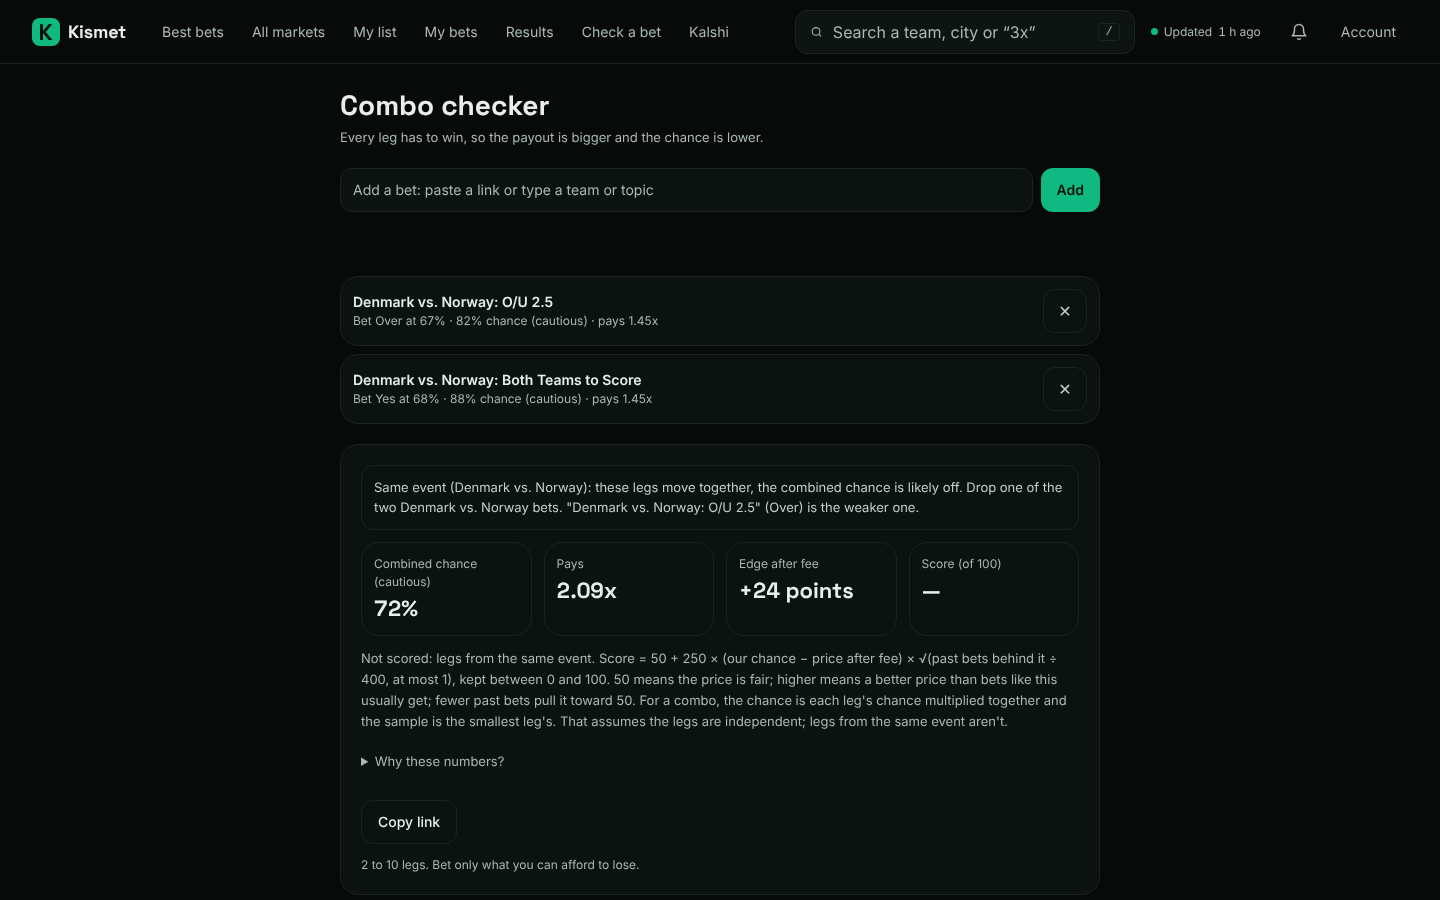 K Kismet
Best bets
All markets
My list
My bets
Results
Check a bet
Kalshi
Search a team, city or “3x”
/
Updated 1 h ago
Account
Combo checker
Every leg has to win, so the payout is bigger and the chance is lower.
Add a bet: paste a link or type a team or topic
Add
Denmark vs. Norway: O/U 2.5
Bet Over at 67% · 82% chance (cautious) · pays 1.45x
✕
Denmark vs. Norway: Both Teams to Score
Bet Yes at 68% · 88% chance (cautious) · pays 1.45x
✕
Same event (Denmark vs. Norway): these legs move together, the combined chance is likely off. Drop one of the
two Denmark vs. Norway bets. "Denmark vs. Norway: O/U 2.5" (Over) is the weaker one.
Combined chance
(cautious)
72%
Pays
2.09x
Edge after fee
+24 points
Score (of 100)
—
Not scored: legs from the same event. Score = 50 + 250 × (our chance − price after fee) × √(past bets behind it ÷
400, at most 1), kept between 0 and 100. 50 means the price is fair; higher means a better price than bets like this
usually get; fewer past bets pull it toward 50. For a combo, the chance is each leg's chance multiplied together and
the sample is the smallest leg's. That assumes the legs are independent; legs from the same event aren't.
Why these numbers?
Copy link
2 to 10 legs. Bet only what you can afford to lose.